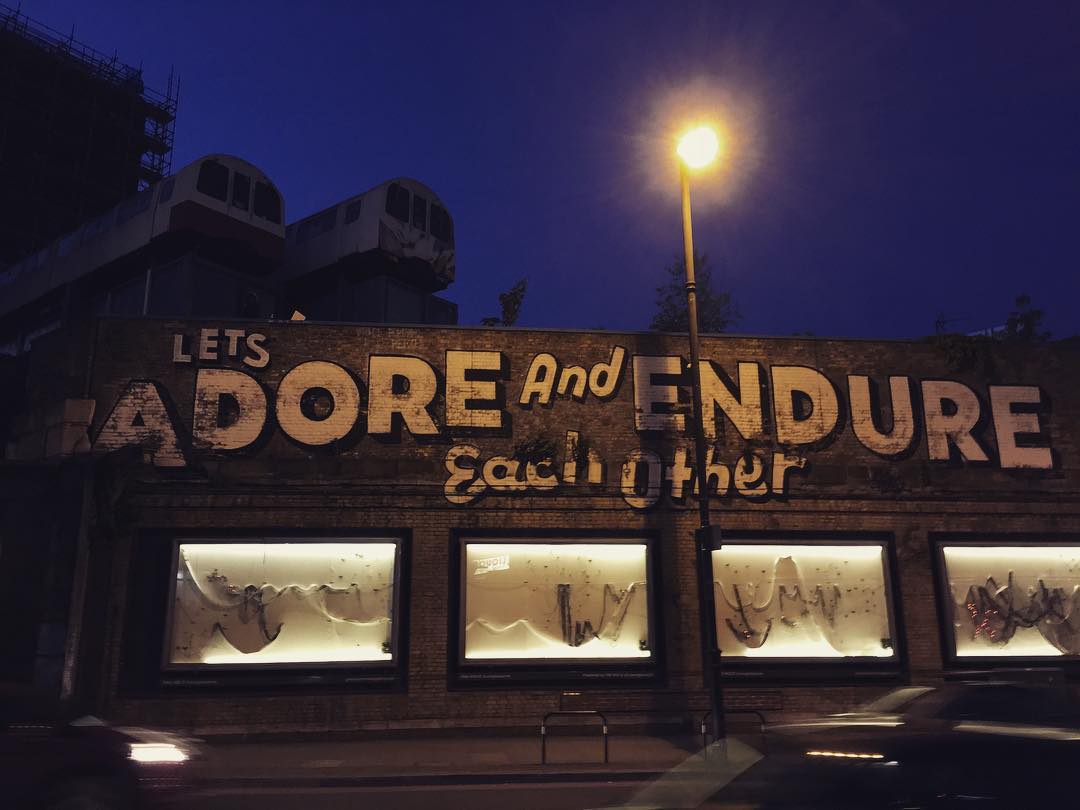 LETS
ADORE And ENDURE
Each Other